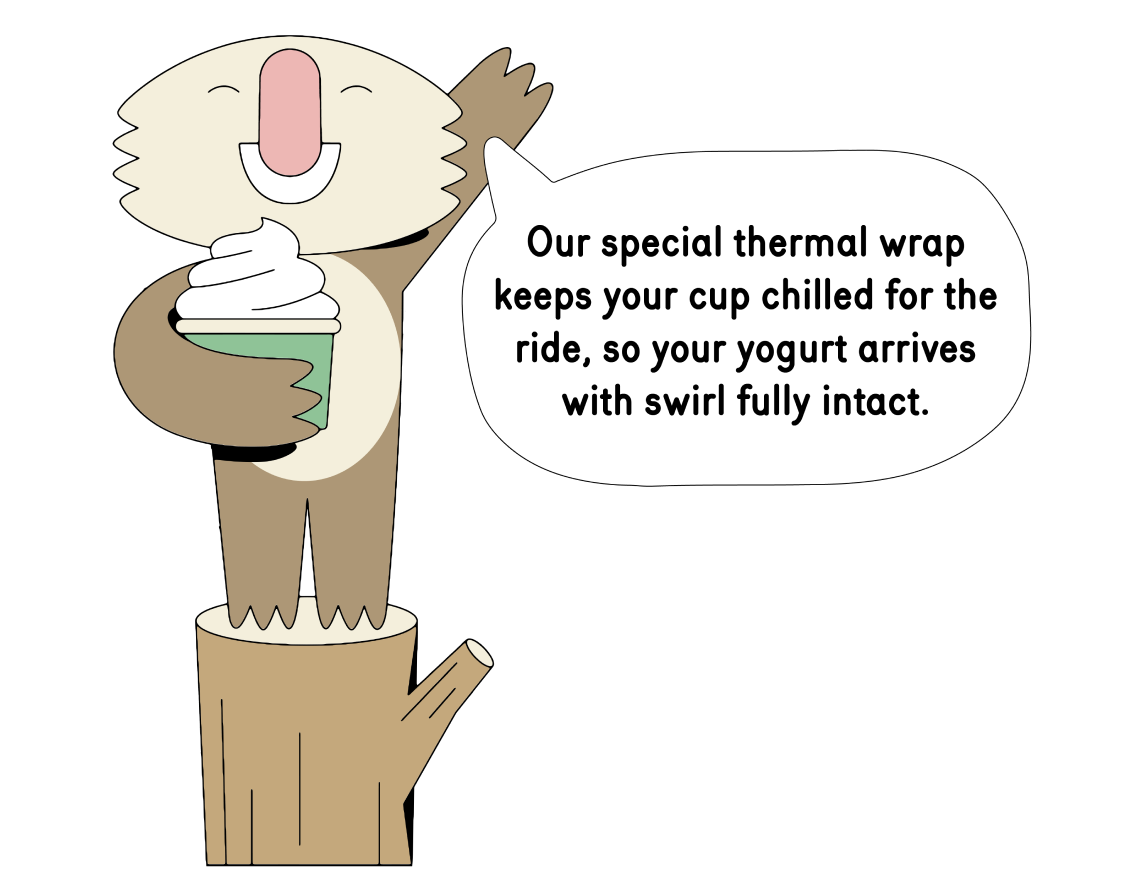 Our special thermal wrap
keeps your cup chilled for the
ride, so your yogurt arrives
with swirl fully intact.